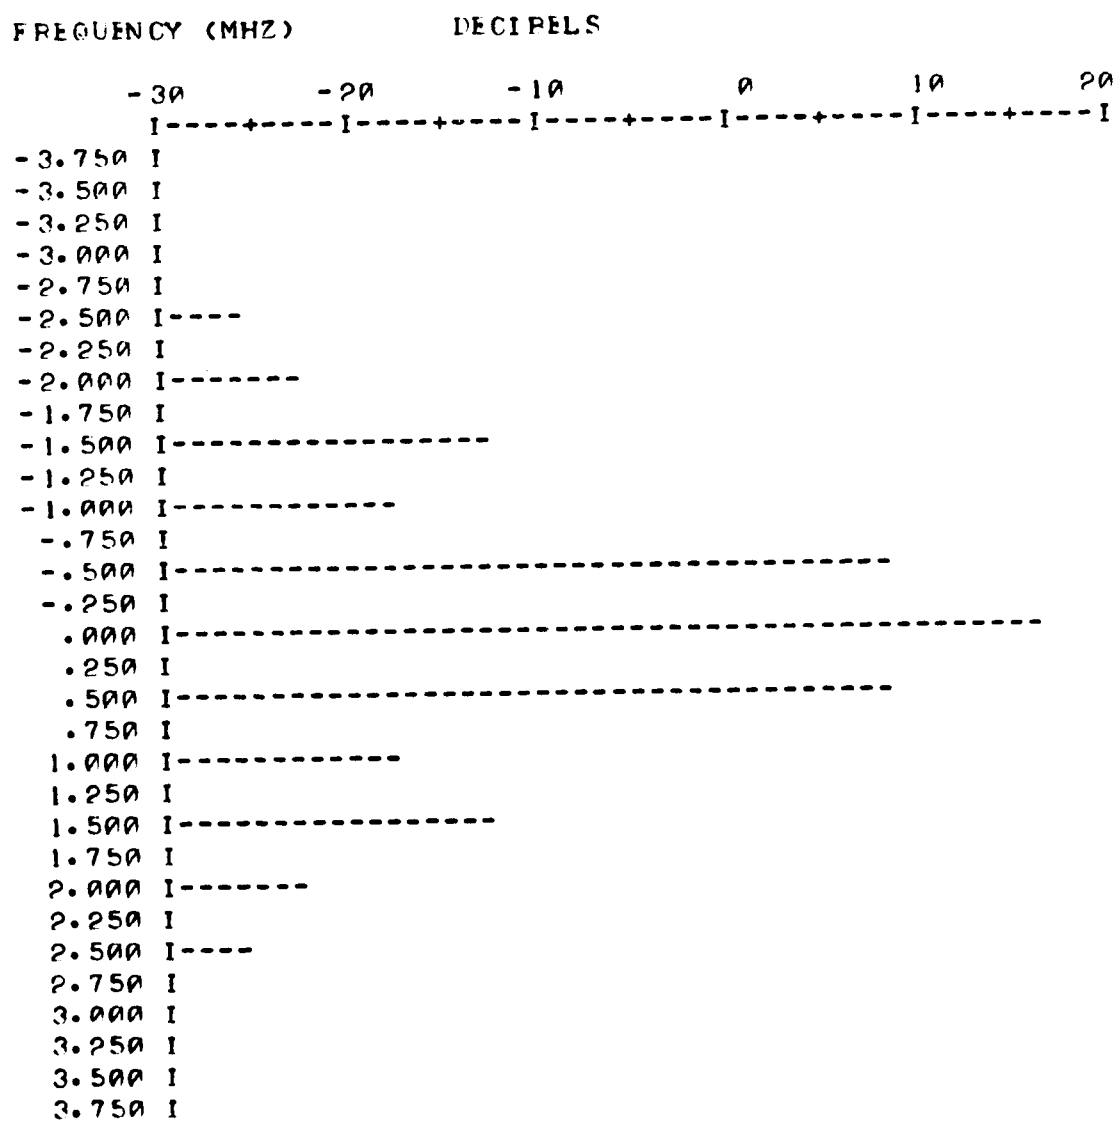 FREQUENCY (MHZ) DECIBELS
-30 -20 -10 0 10 20
I----+----I----+----I----+----I----+----I----+----I
-3.750 I
-3.500 I
-3.250 I
-3.000 I
-2.750 I
-2.500 I----
-2.250 I
-2.000 I-------
-1.750 I
-1.500 I-----------------
-1.250 I
-1.000 I------------
-.750 I
-.500 I--------------------------------------
-.250 I
.000 I----------------------------------------------
.250 I
.500 I--------------------------------------
.750 I
1.000 I------------
1.250 I
1.500 I-----------------
1.750 I
2.000 I-------
2.250 I
2.500 I----
2.750 I
3.000 I
3.250 I
3.500 I
3.750 I